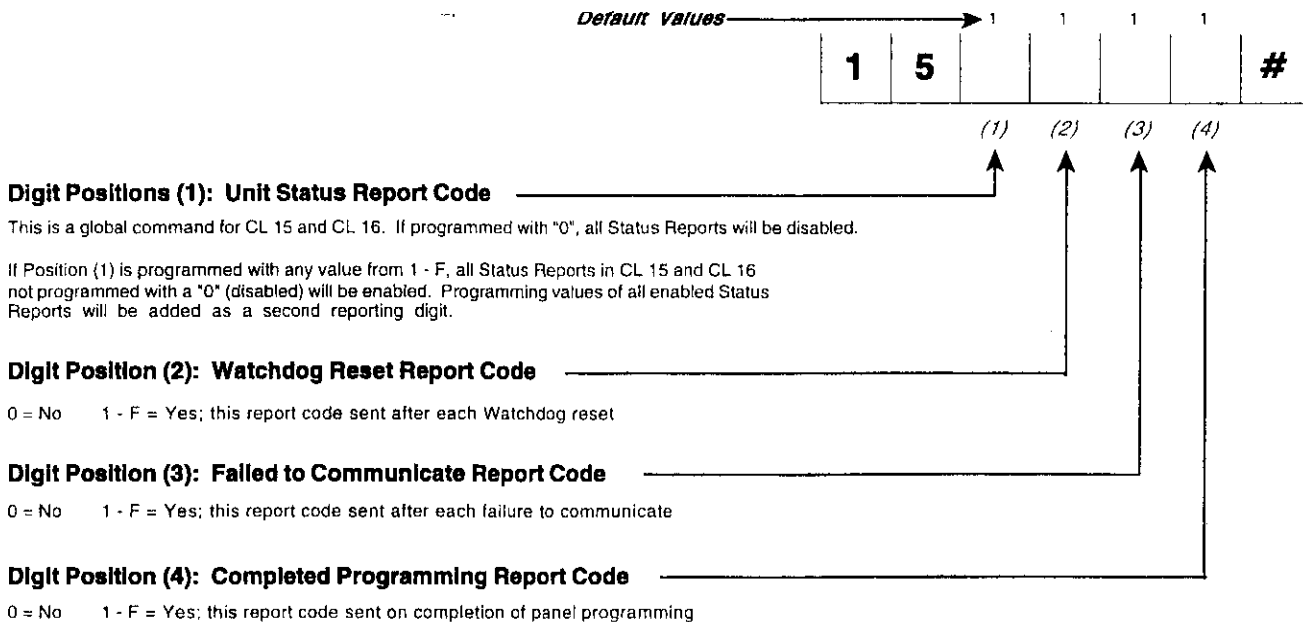 Default Values 1 1 1 1
1 5 #
(1) (2) (3) (4)
Digit Positions (1): Unit Status Report Code
This is a global command for CL 15 and CL 16. If programmed with "0", all Status Reports will be disabled.
If Position (1) is programmed with any value from 1 - F, all Status Reports in CL 15 and CL 16
not programmed with a "0" (disabled) will be enabled. Programming values of all enabled Status
Reports will be added as a second reporting digit.
Digit Position (2): Watchdog Reset Report Code
0 = No 1 - F = Yes; this report code sent after each Watchdog reset
Digit Position (3): Failed to Communicate Report Code
0 = No 1 - F = Yes; this report code sent after each failure to communicate
Digit Position (4): Completed Programming Report Code
0 = No 1 - F = Yes; this report code sent on completion of panel programming